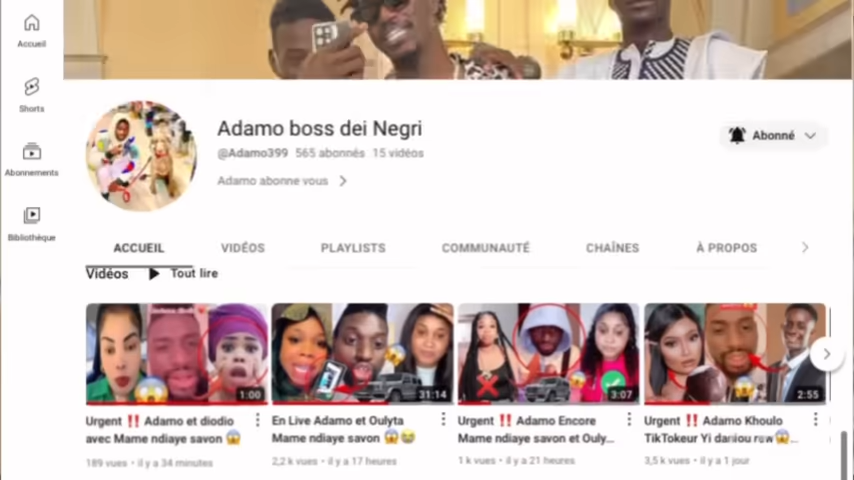 Accueil
Shorts
Abonnements
Bibliothèque
Adamo boss dei Negri
@Adamo399 565 abonnés 15 vidéos
Adamo abonne vous
Abonné
ACCUEIL VIDÉOS PLAYLISTS COMMUNAUTÉ CHAÎNES À PROPOS
Vidéos Tout lire
1:00 31:14 3:07 2:55
Urgent ‼️ Adamo et diodio
avec Mame ndiaye savon 😱
189 vues • il y a 34 minutes
En Live Adamo et Oulyta
Mame ndiaye savon 😱😭
2,2 k vues • il y a 17 heures
Urgent ‼️ Adamo Encore
Mame ndiaye savon et Ouly...
1 k vues • il y a 21 heures
Urgent ‼️ Adamo Khoulo
TikTokeur Yi daniou raw😱...
3,5 k vues • il y a 1 jour